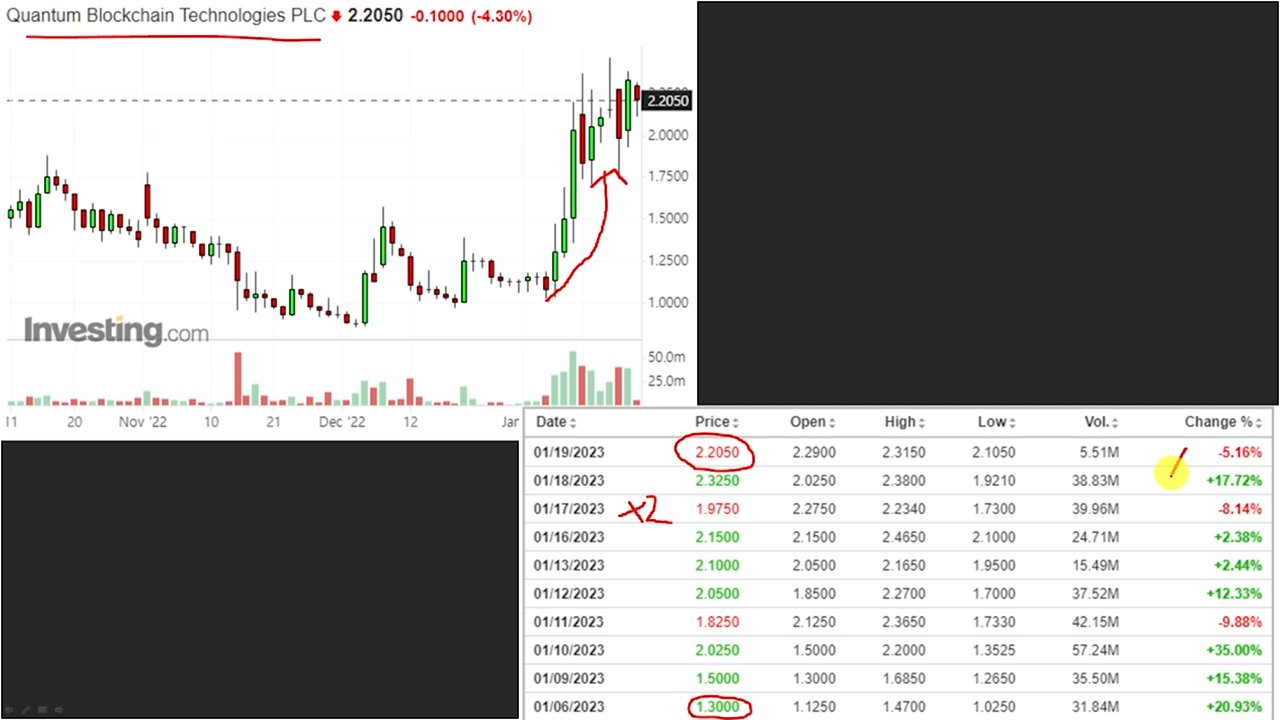 Quantum Blockchain Technologies PLC 2.2050 -0.1000 (-4.30%)
2.2050
2.0000
1.7500
1.5000
1.2500
1.0000
Investing.com
50.0m
25.0m
11 20 Nov '22 10 21 Dec '22 12 Jan
Date Price Open High Low Vol. Change %
01/19/2023 2.2050 2.2900 2.3150 2.1050 5.51M -5.16%
01/18/2023 2.3250 2.0250 2.3800 1.9210 38.83M +17.72%
01/17/2023 x2 1.9750 2.2750 2.2340 1.7300 39.96M -8.14%
01/16/2023 2.1500 2.1500 2.4650 2.1000 24.71M +2.38%
01/13/2023 2.1000 2.0500 2.1650 1.9500 15.49M +2.44%
01/12/2023 2.0500 1.8500 2.2700 1.7000 37.52M +12.33%
01/11/2023 1.8250 2.1250 2.3650 1.7330 42.15M -9.88%
01/10/2023 2.0250 1.5000 2.2000 1.3525 57.24M +35.00%
01/09/2023 1.5000 1.3000 1.6850 1.2650 35.50M +15.38%
01/06/2023 1.3000 1.1250 1.4700 1.0250 31.84M +20.93%